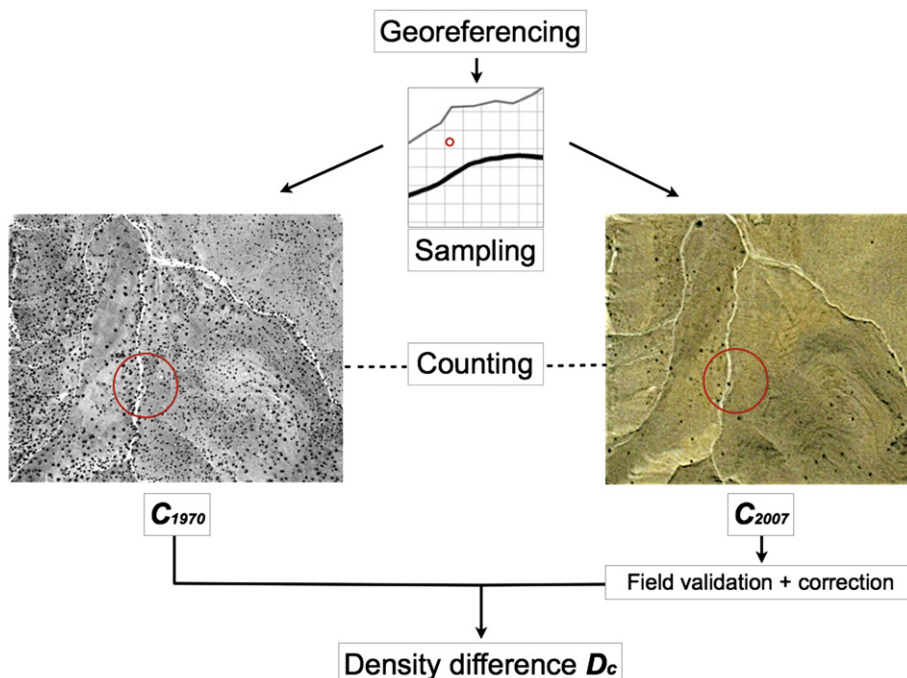 Georeferencing
Sampling
Counting
C1970
C2007
Field validation + correction
Density difference Dc